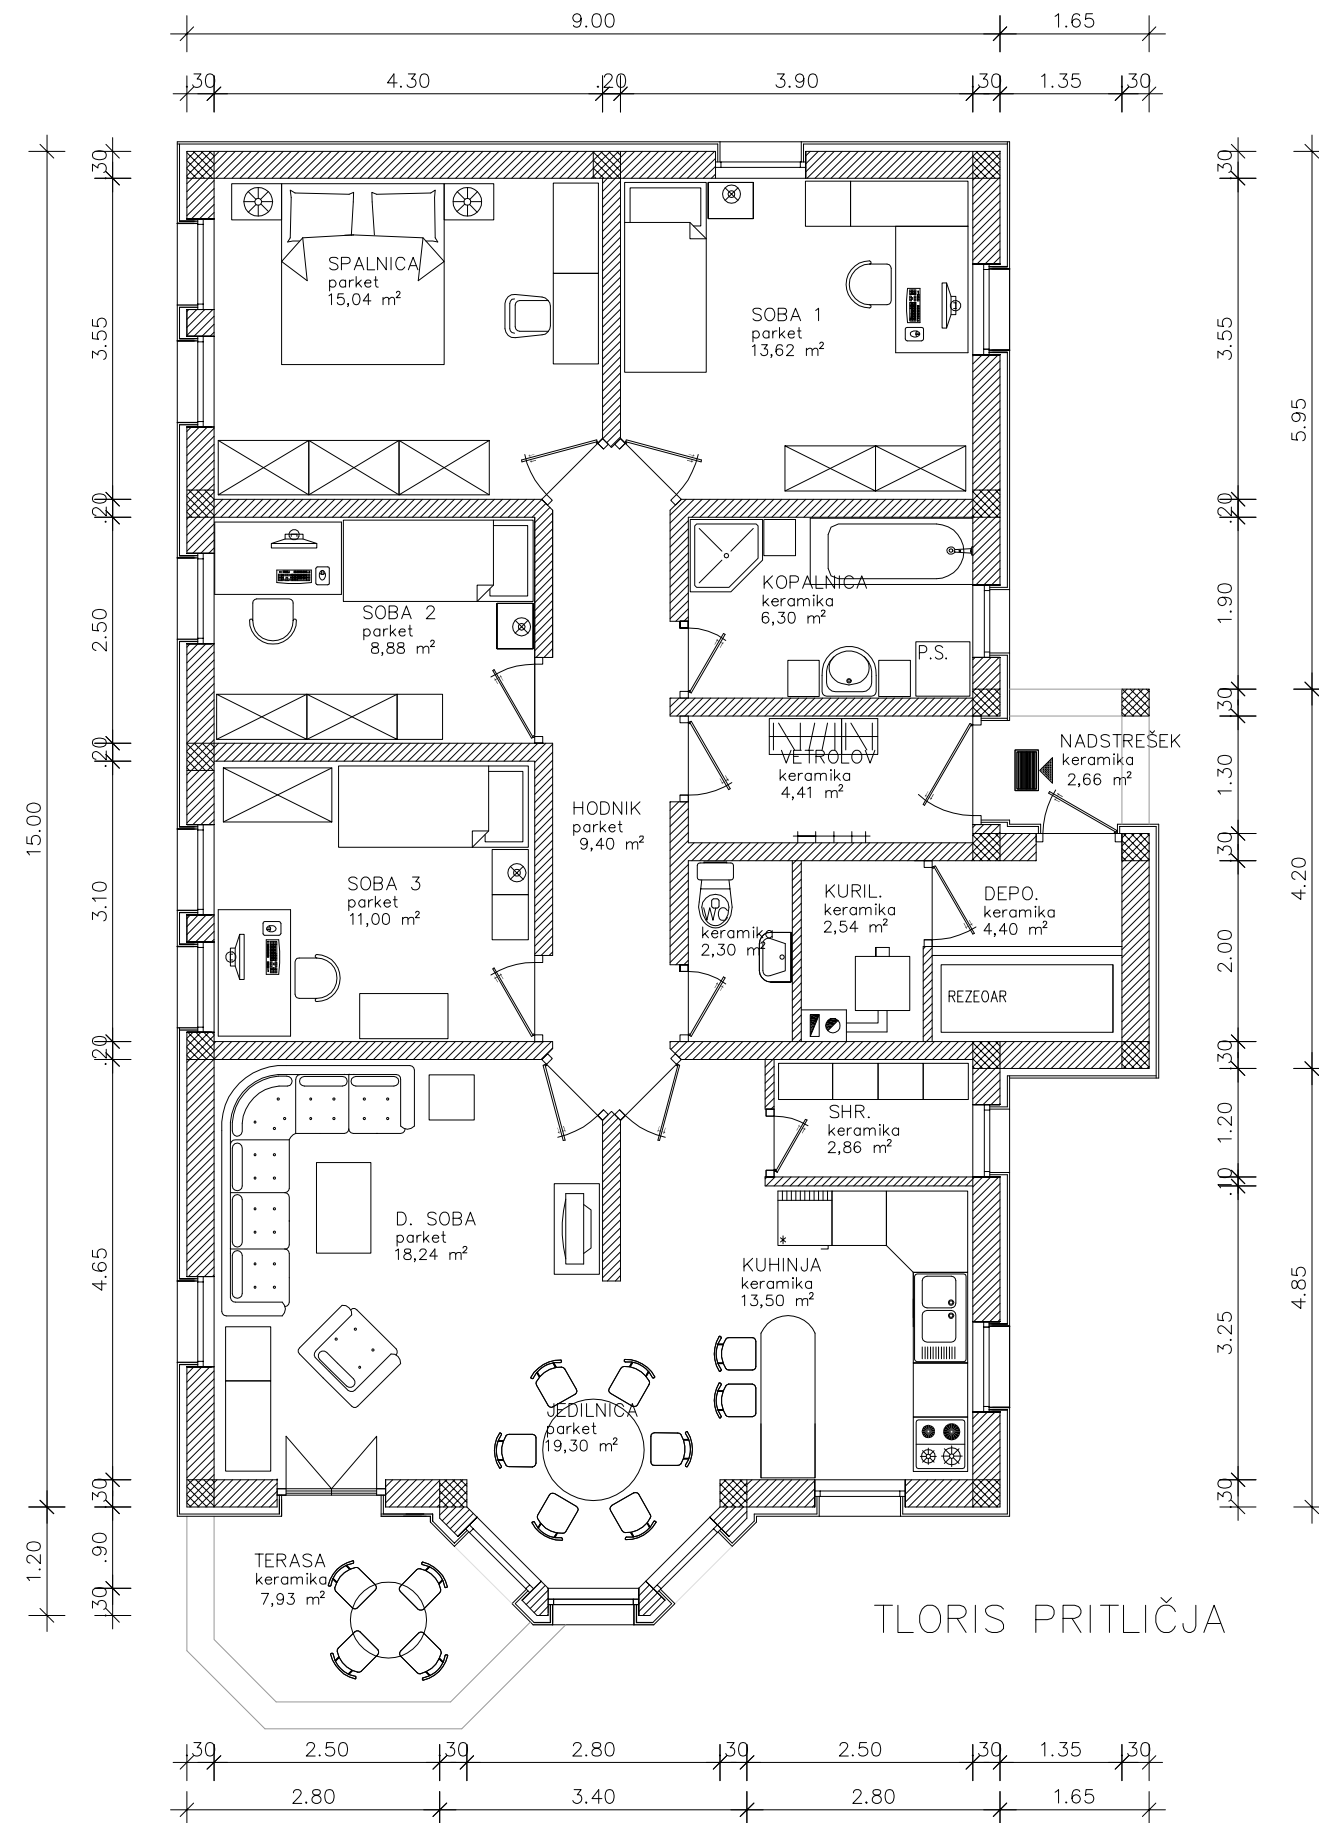 9.00
1.65
.30
4.30
.20
3.90
.30
1.35
.30
.30
3.55
.20
2.50
.20
3.10
.20
4.65
.30
.90
.30
15.00
1.20
SPALNICA
parket
15,04 m²
SOBA 1
parket
13,62 m²
SOBA 2
parket
8,88 m²
KOPALNICA
keramika
6,30 m²
P.S.
VETROLOV
keramika
4,41 m²
NADSTREŠEK
keramika
2,66 m²
HODNIK
parket
9,40 m²
SOBA 3
parket
11,00 m²
WC
keramika
2,30 m²
KURIL.
keramika
2,54 m²
DEPO.
keramika
4,40 m²
REZEOAR
SHR.
keramika
2,86 m²
D. SOBA
parket
18,24 m²
KUHINJA
keramika
13,50 m²
JEDILNICA
parket
19,30 m²
TERASA
keramika
7,93 m²
TLORIS PRITLIČJA
.30
3.55
.20
1.90
.30
1.30
.30
2.00
.30
1.20
.10
3.25
.30
5.95
4.20
4.85
.30
2.50
.30
2.80
.30
2.50
.30
1.35
.30
2.80
3.40
2.80
1.65